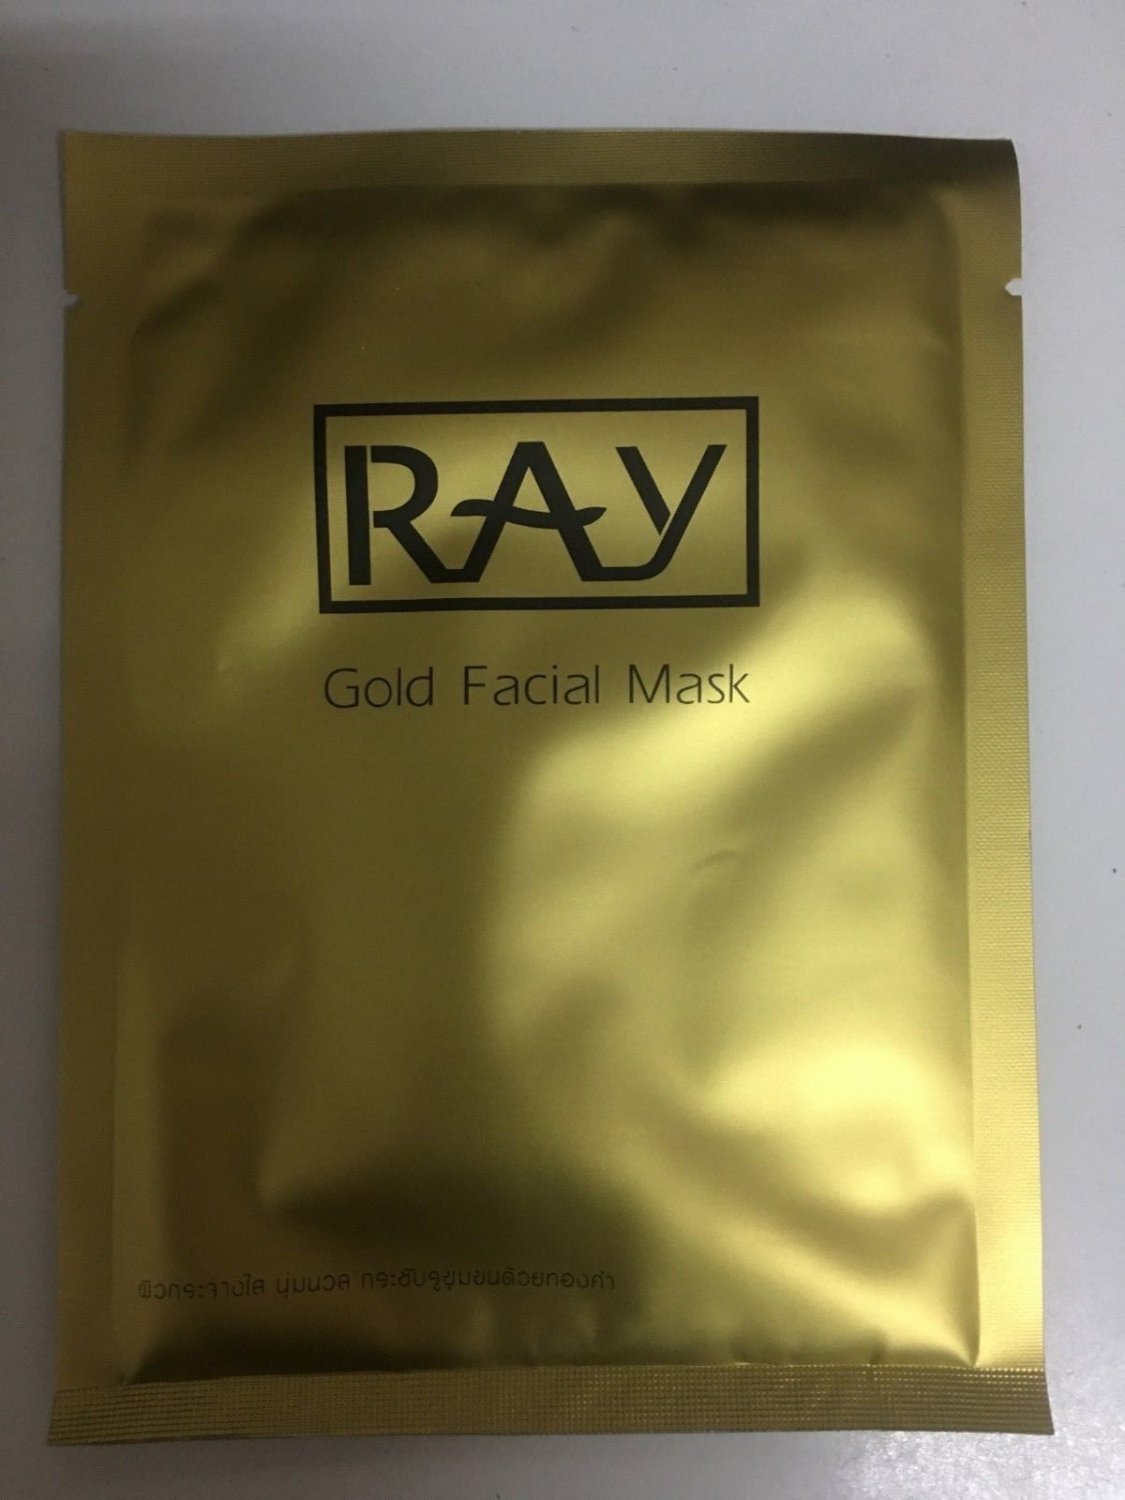 RAY
Gold Facial Mask
ผิวกระจ่างใส นุ่มนวล กระชับรูขุมขนด้วยทองคำ